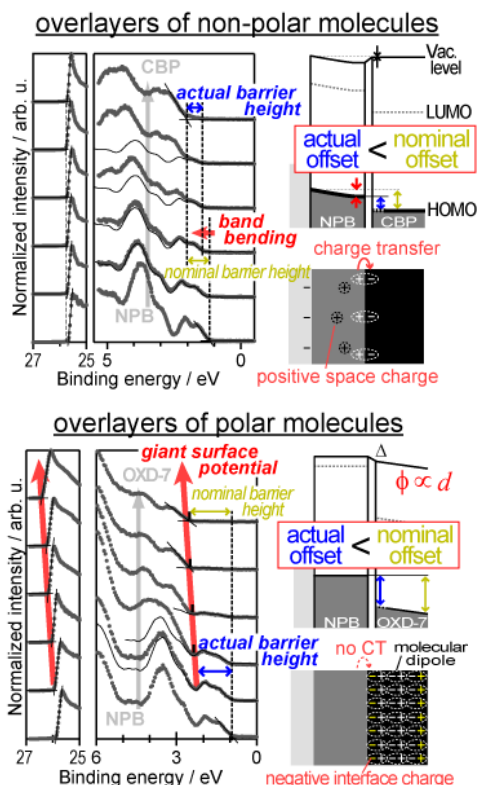 overlayers of non-polar molecules
Normalized intensity / arb. u.
CBP
actual barrier
height
band
bending
nominal barrier height
NPB
27
25
5
4
3
2
1
0
Binding energy / eV
Vac.
level
LUMO
actual
offset
<
nominal
offset
NPB
CBP
HOMO
charge transfer
positive space charge
overlayers of polar molecules
Normalized intensity / arb. u.
giant surface
potential
OXD-7
nominal barrier
height
actual barrier
height
NPB
27
25
6
3
0
Binding energy / eV
Δ
ϕ ∝ d
actual
offset
<
nominal
offset
NPB
OXD-7
no CT
molecular
dipole
negative interface charge